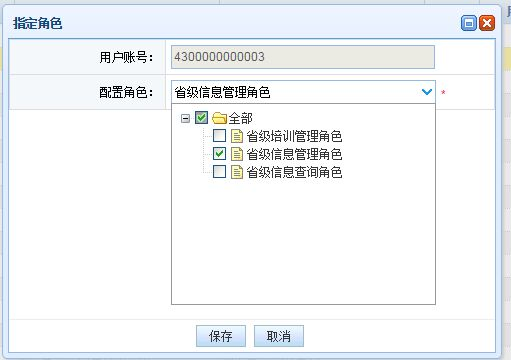 指定角色
用户账号：
4300000000003
配置角色：
省级信息管理角色
*
全部
省级培训管理角色
省级信息管理角色
省级信息查询角色
保存
取消